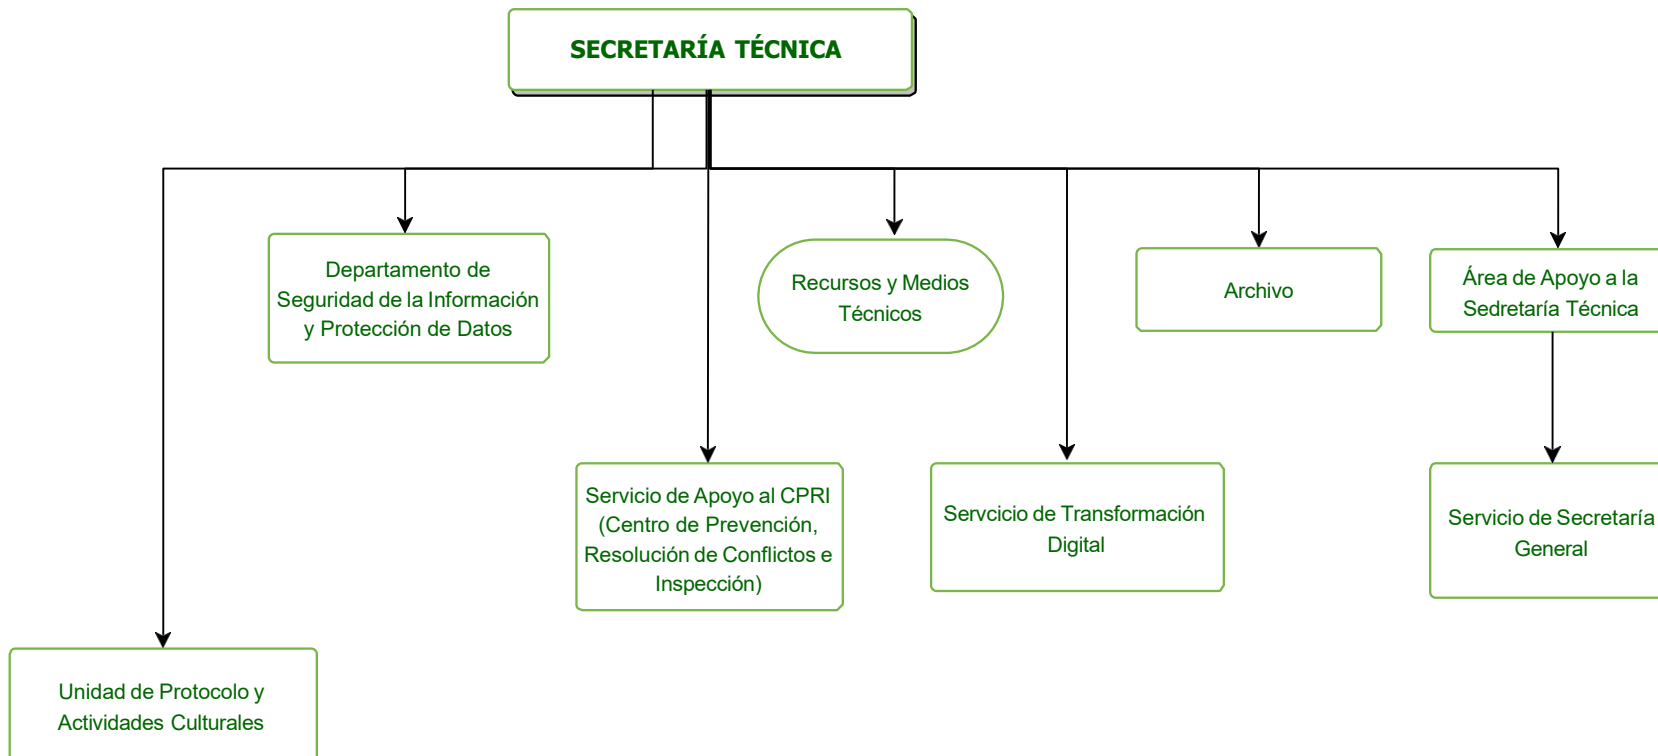 SECRETARÍA TÉCNICA
Departamento de
Seguridad de la Información
y Protección de Datos
Recursos y Medios
Técnicos
Archivo
Área de Apoyo a la
Sedretaría Técnica
Servicio de Apoyo al CPRI
(Centro de Prevención,
Resolución de Conflictos e
Inspección)
Servcicio de Transformación
Digital
Servicio de Secretaría
General
Unidad de Protocolo y
Actividades Culturales